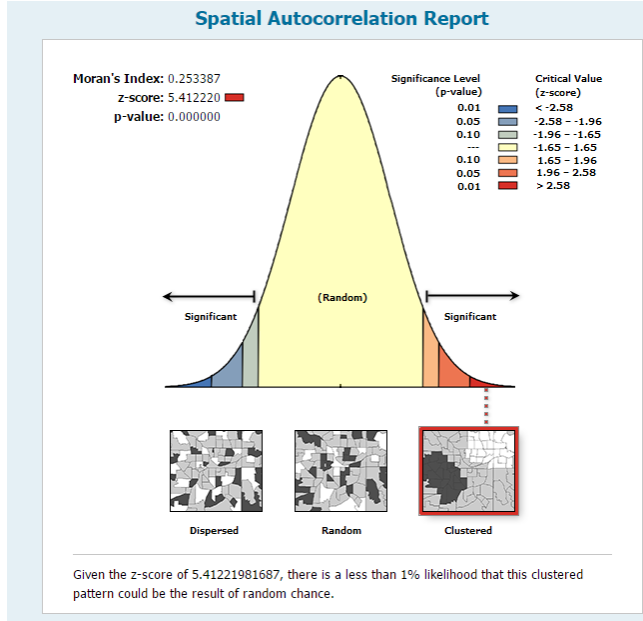 Spatial Autocorrelation Report
Moran's Index: 0.253387
z-score: 5.412220
p-value: 0.000000
Significance Level Critical Value
(p-value) (z-score)
0.01 < -2.58
0.05 -2.58 – -1.96
0.10 -1.96 – -1.65
--- -1.65 – 1.65
0.10 1.65 – 1.96
0.05 1.96 – 2.58
0.01 > 2.58
(Random)
Significant Significant
Dispersed Random Clustered
Given the z-score of 5.41221981687, there is a less than 1% likelihood that this clustered
pattern could be the result of random chance.